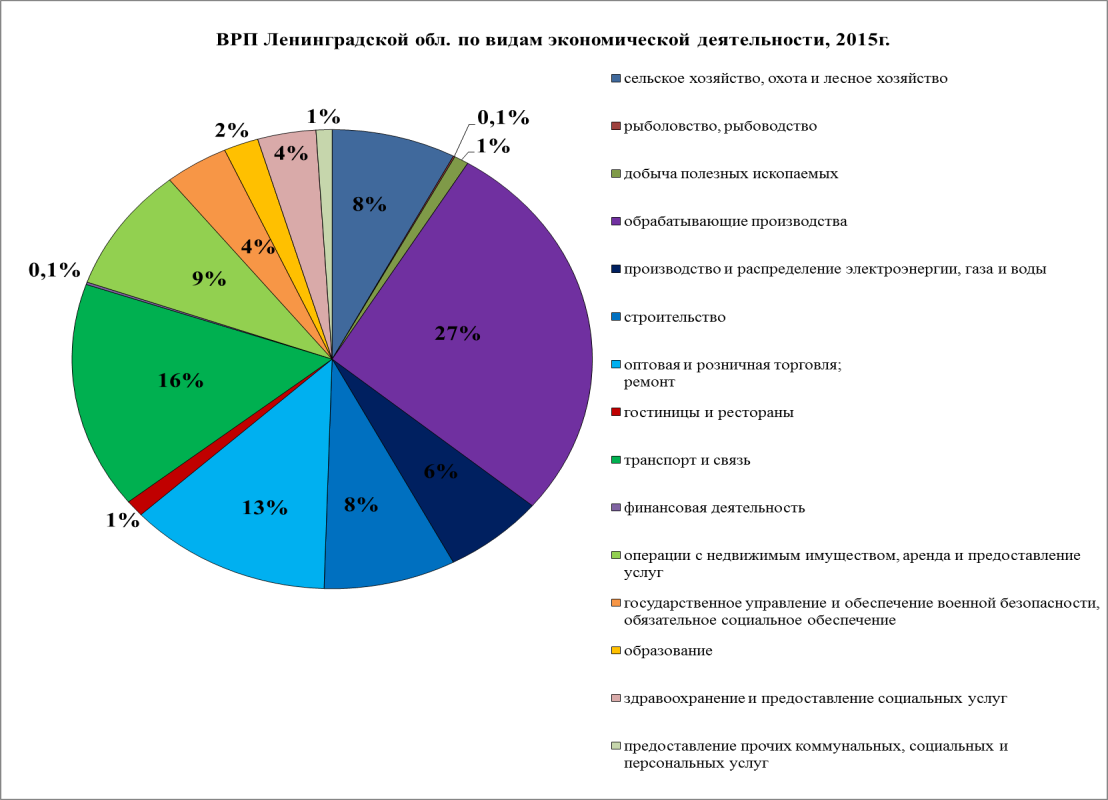 ВРП Ленинградской обл. по видам экономической деятельности, 2015г.
8%
0,1%
1%
27%
6%
8%
13%
1%
16%
0,1%
9%
4%
2%
4%
1%
сельское хозяйство, охота и лесное хозяйство
рыболовство, рыбоводство
добыча полезных ископаемых
обрабатывающие производства
производство и распределение электроэнергии, газа и воды
строительство
оптовая и розничная торговля;
ремонт
гостиницы и рестораны
транспорт и связь
финансовая деятельность
операции с недвижимым имуществом, аренда и предоставление
услуг
государственное управление и обеспечение военной безопасности,
обязательное социальное обеспечение
образование
здравоохранение и предоставление социальных услуг
предоставление прочих коммунальных, социальных и
персональных услуг